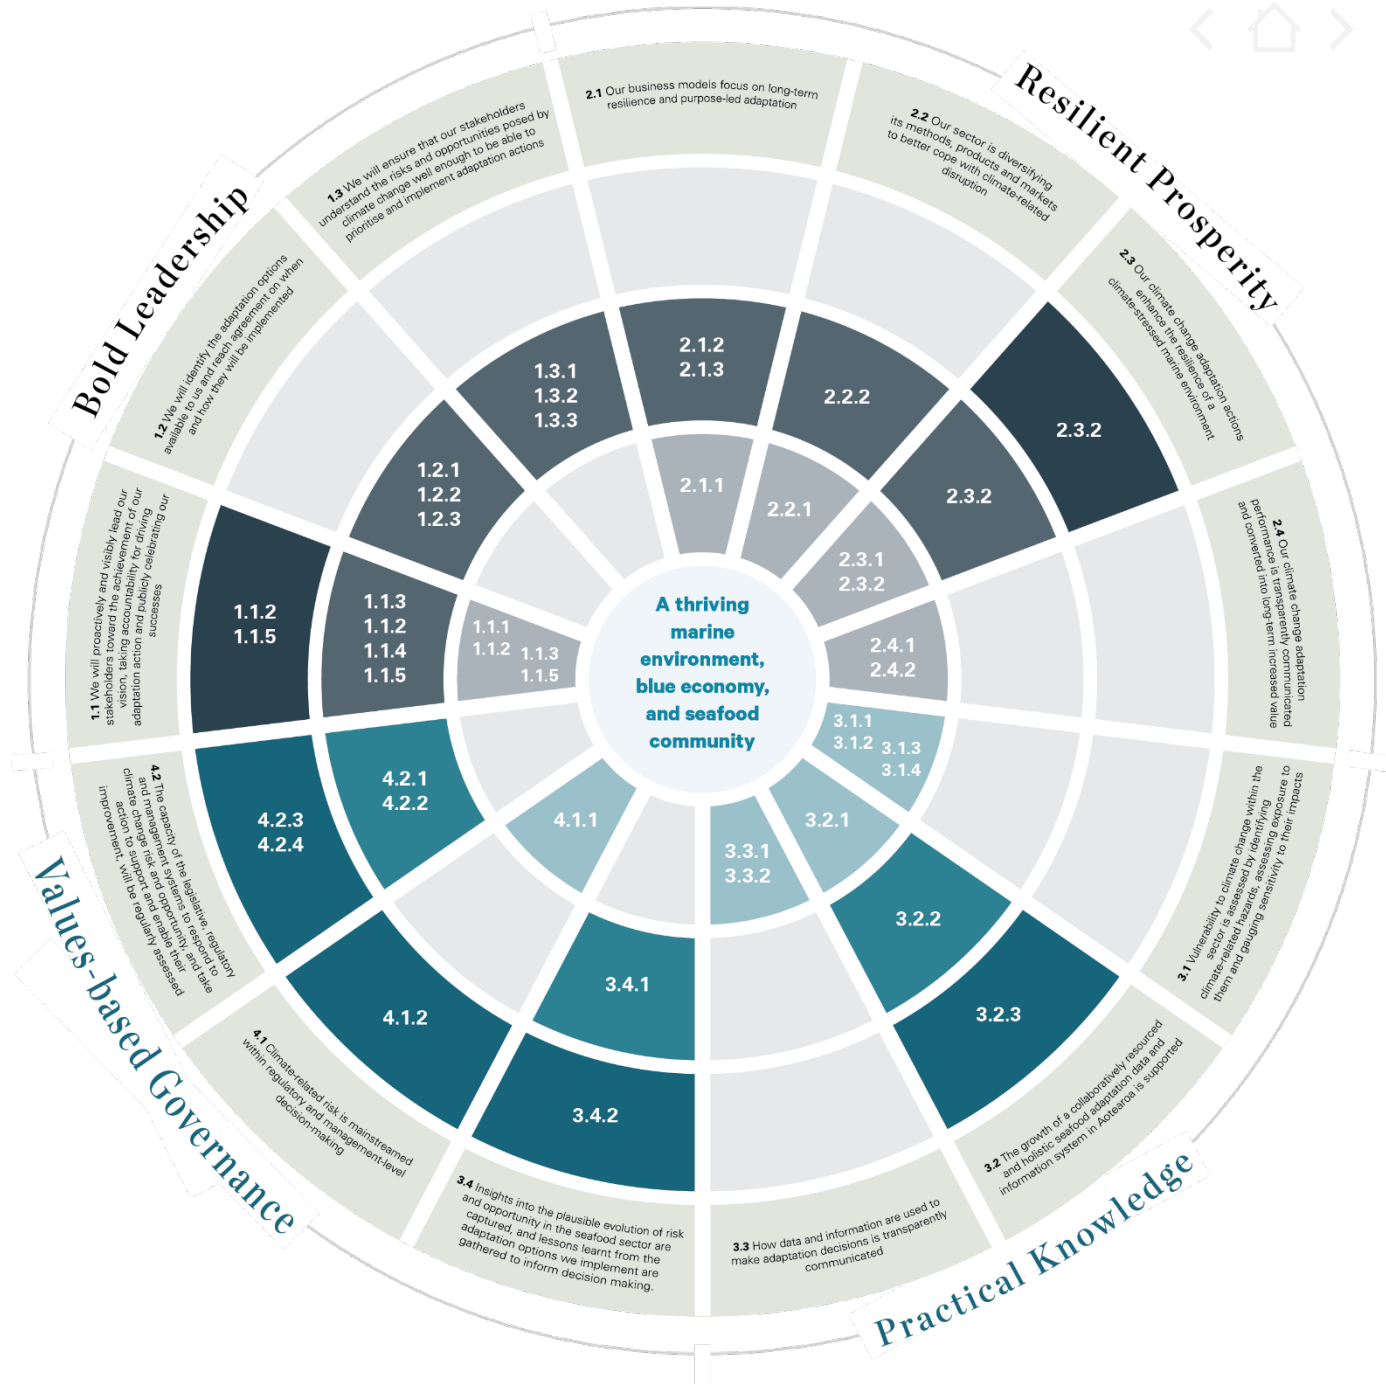 Bold Leadership
1.1 We will proactively and visibly lead our
stakeholders toward the achievement of our
vision, taking accountability for driving
adaptation action and publicly celebrating our
successes
1.2 We will identify the adaptation options
available to us and reach agreement on when
and how they will be implemented
1.3 We will ensure that our stakeholders
understand the risks and opportunities posed by
climate change well enough to be able to
prioritise and implement adaptation actions
Resilient Prosperity
2.1 Our business models focus on long-term
resilience and purpose-led adaptation
2.2 Our sector is diversifying
its methods, products and markets
to better cope with climate-related
disruption
2.3 Our climate change adaptation actions
enhance the resilience of a
climate-stressed marine environment
2.4 Our climate change adaptation
performance is transparently communicated
and converted into long-term increased value
Practical Knowledge
3.1 Vulnerability to climate change within the
sector is assessed by identifying
climate-related hazards, assessing exposure to
them and gauging sensitivity to their impacts
3.2 The growth of a collaboratively resourced
and holistic seafood adaptation data and
information system in Aotearoa is supported
3.3 How data and information are used to
make adaptation decisions is transparently
communicated
3.4 Insights into the plausible evolution of risk
and opportunity in the seafood sector are
captured, and lessons learnt from the
adaptation options we implement are
gathered to inform decision making.
Values-based Governance
4.1 Climate-related risk is mainstreamed
within regulatory and management-level
decision-making
4.2 The capacity of the legislative, regulatory
and management systems to respond to
climate change risk and opportunity, and take
action to support and enable their
improvement, will be regularly assessed
1.1.2
1.1.5
1.1.3
1.1.2
1.1.4
1.1.5
1.1.1
1.1.2
1.1.3
1.1.5
1.2.1
1.2.2
1.2.3
1.3.1
1.3.2
1.3.3
2.1.2
2.1.3
2.1.1
2.2.2
2.2.1
2.3.2
2.3.2
2.3.1
2.3.2
2.4.1
2.4.2
3.1.1
3.1.2
3.1.3
3.1.4
3.2.1
3.2.2
3.2.3
3.3.1
3.3.2
3.4.1
3.4.2
4.1.1
4.1.2
4.2.1
4.2.2
4.2.3
4.2.4
A thriving
marine
environment,
blue economy,
and seafood
community